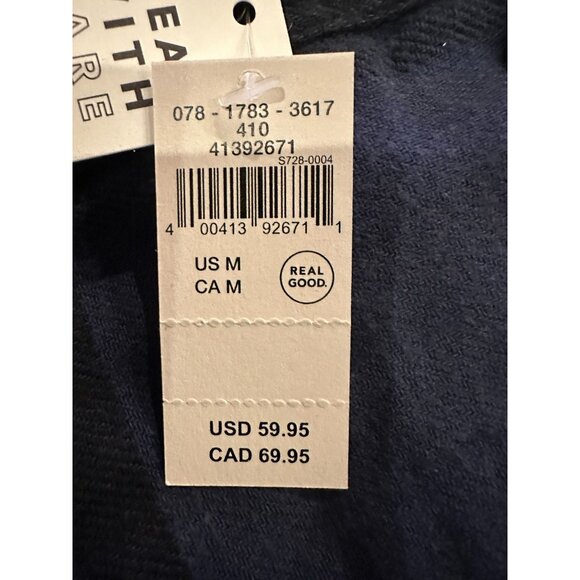 EA
WITH
ARE
078 - 1783 - 3617
410
41392671
S728-0004
4 00413 92671 1
US M
CA M
REAL
GOOD.
USD 59.95
CAD 69.95